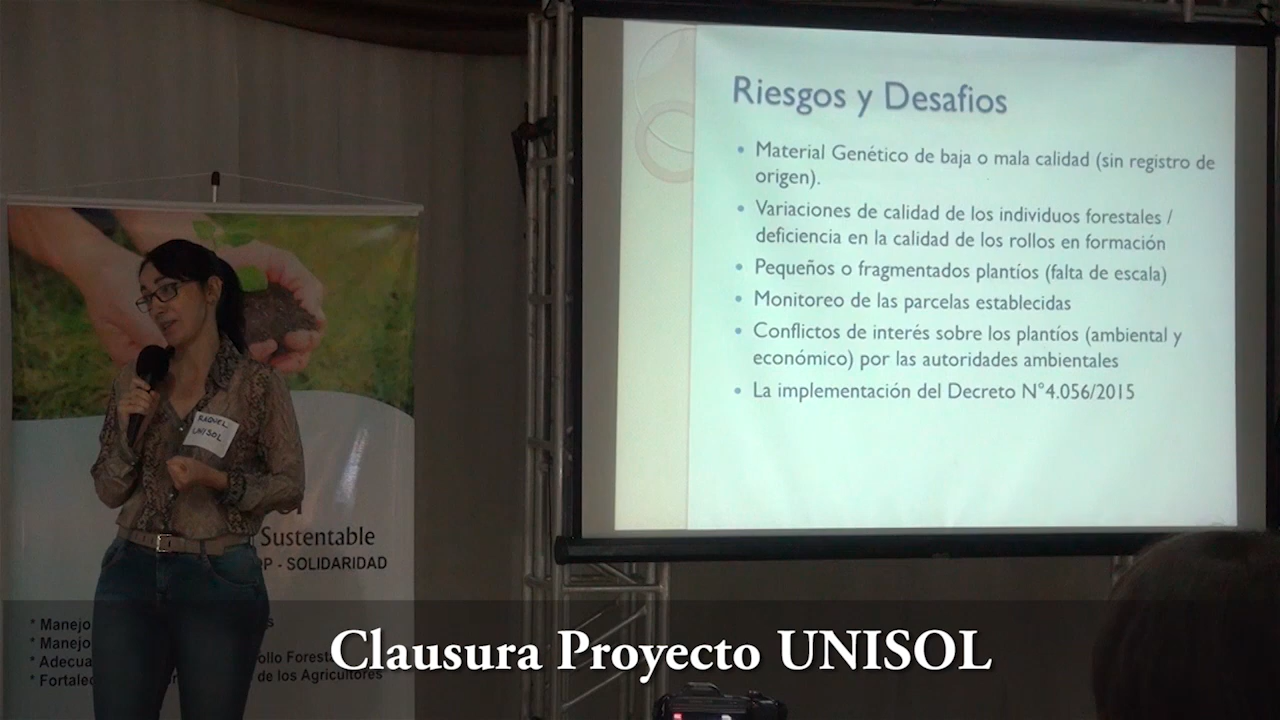 Riesgos y Desafios
• Material Genético de baja o mala calidad (sin registro de
origen).
• Variaciones de calidad de los individuos forestales /
deficiencia en la calidad de los rollos en formación
• Pequeños o fragmentados plantíos (falta de escala)
• Monitoreo de las parcelas establecidas
• Conflictos de interés sobre los plantíos (ambiental y
económico) por las autoridades ambientales
• La implementación del Decreto N°4.056/2015
RAQUEL
UNISOL
Sustentable
- SOLIDARIDAD
* Manejo
* Manejo
* Adecua
* Fortalec de los Agricultores
Clausura Proyecto UNISOL